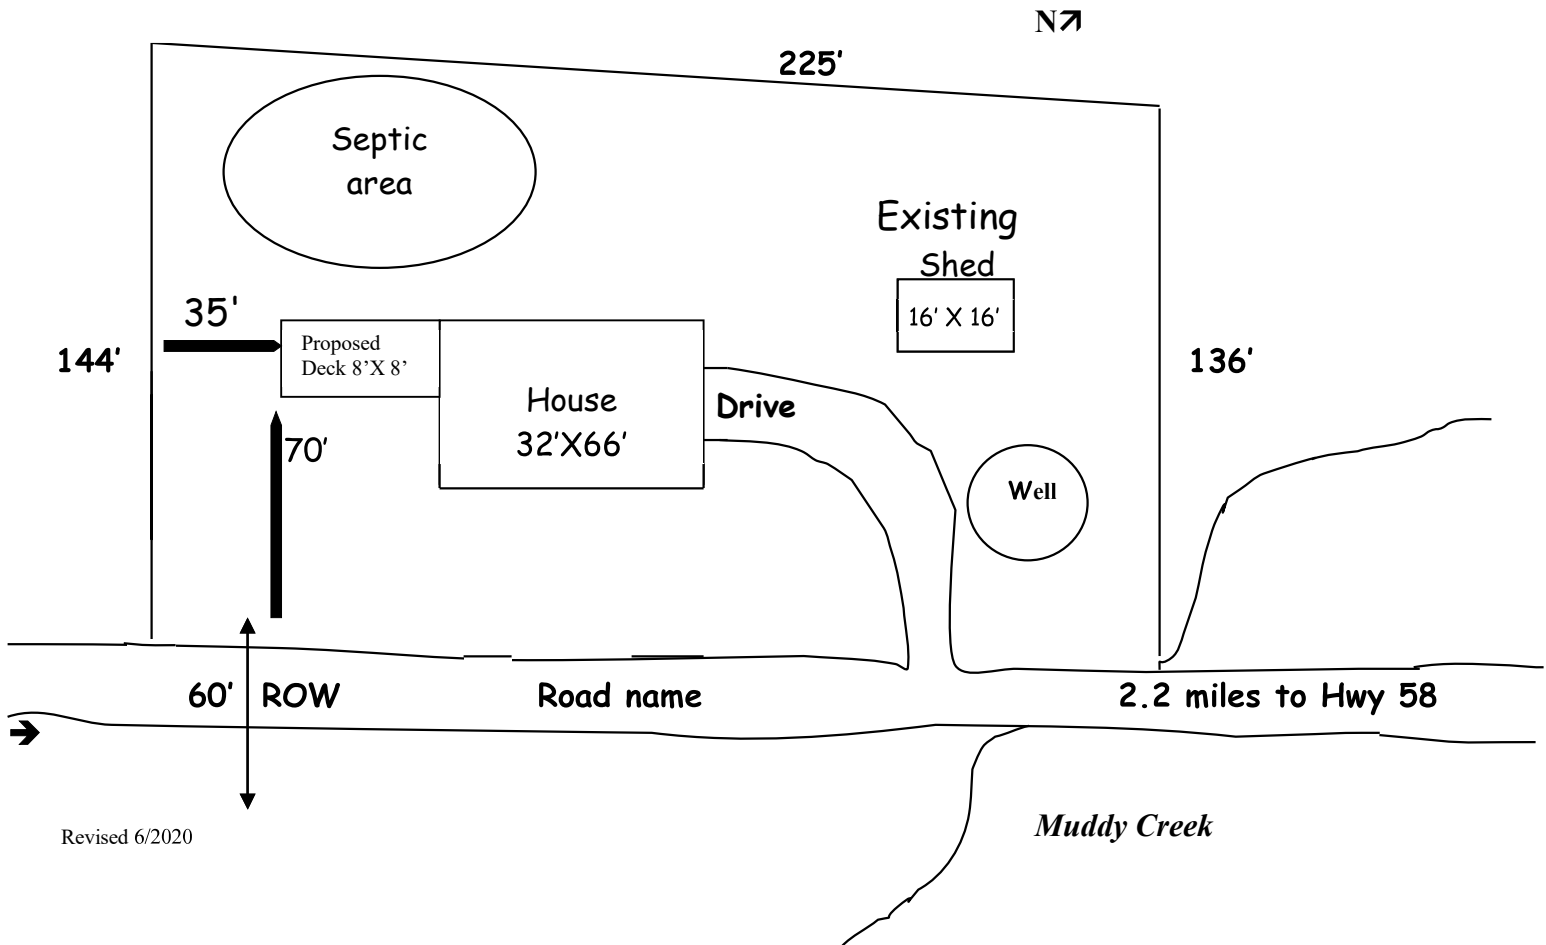 N↗
225’
Septic
area
Existing
Shed
16’ X 16’
35'
144’
Proposed
Deck 8’X 8’
136’
House
32’X66’
Drive
70’
Well
60’ ROW
Road name
2.2 miles to Hwy 58
➔
Muddy Creek
Revised 6/2020